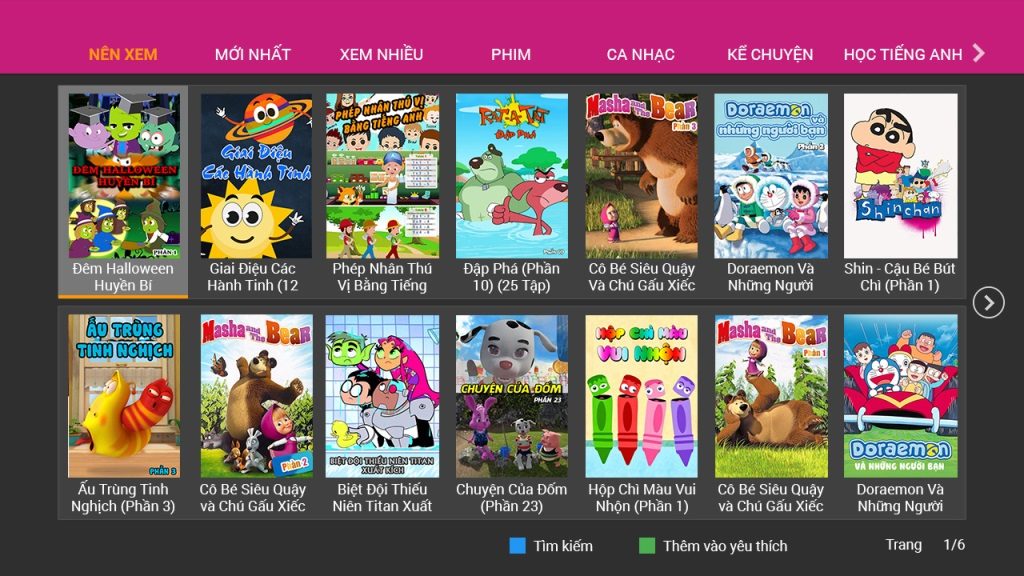 NÊN XEM
MỚI NHẤT
XEM NHIỀU
PHIM
CA NHẠC
KỂ CHUYỆN
HỌC TIẾNG ANH
ĐÊM HALLOWEEN
HUYỀN BÍ
PHẦN 1
Đêm Halloween
Huyền Bí
Giai Điệu
Các Hành Tinh
Giai Điệu Các
Hành Tinh (12
PHÉP NHÂN THÚ VỊ
BẰNG TIẾNG ANH
Phép Nhân Thú
Vị Bằng Tiếng
RAT-A-TAT
Đập Phá
Đập Phá (Phần
10) (25 Tập)
Masha and The Bear
Phần 3
Cô Bé Siêu Quậy
Và Chú Gấu Xiếc
Doraemon
và
những người bạn
Phần 2
Doraemon Và
Những Người
Shinchan
Shin - Cậu Bé Bút
Chì (Phần 1)
ẤU TRÙNG
TINH NGHỊCH
PHẦN 3
Ấu Trùng Tinh
Nghịch (Phần 3)
Masha and The Bear
Phần 2
Cô Bé Siêu Quậy
và Chú Gấu Xiếc
BIỆT ĐỘI THIẾU NIÊN TITAN
XUẤT KÍCH
Biệt Đội Thiếu
Niên Titan Xuất
CHUYỆN CỦA ĐỐM
PHẦN 23
Chuyện Của Đốm
(Phần 23)
HỘP CHÌ MÀU
VUI NHỘN
Hộp Chì Màu Vui
Nhộn (Phần 1)
Masha and The Bear
Phần 1
Cô Bé Siêu Quậy
và Chú Gấu Xiếc
Doraemon
VÀ NHỮNG NGƯỜI BẠN
Doraemon Và
Những Người
Tìm kiếm
Thêm vào yêu thích
Trang 1/6